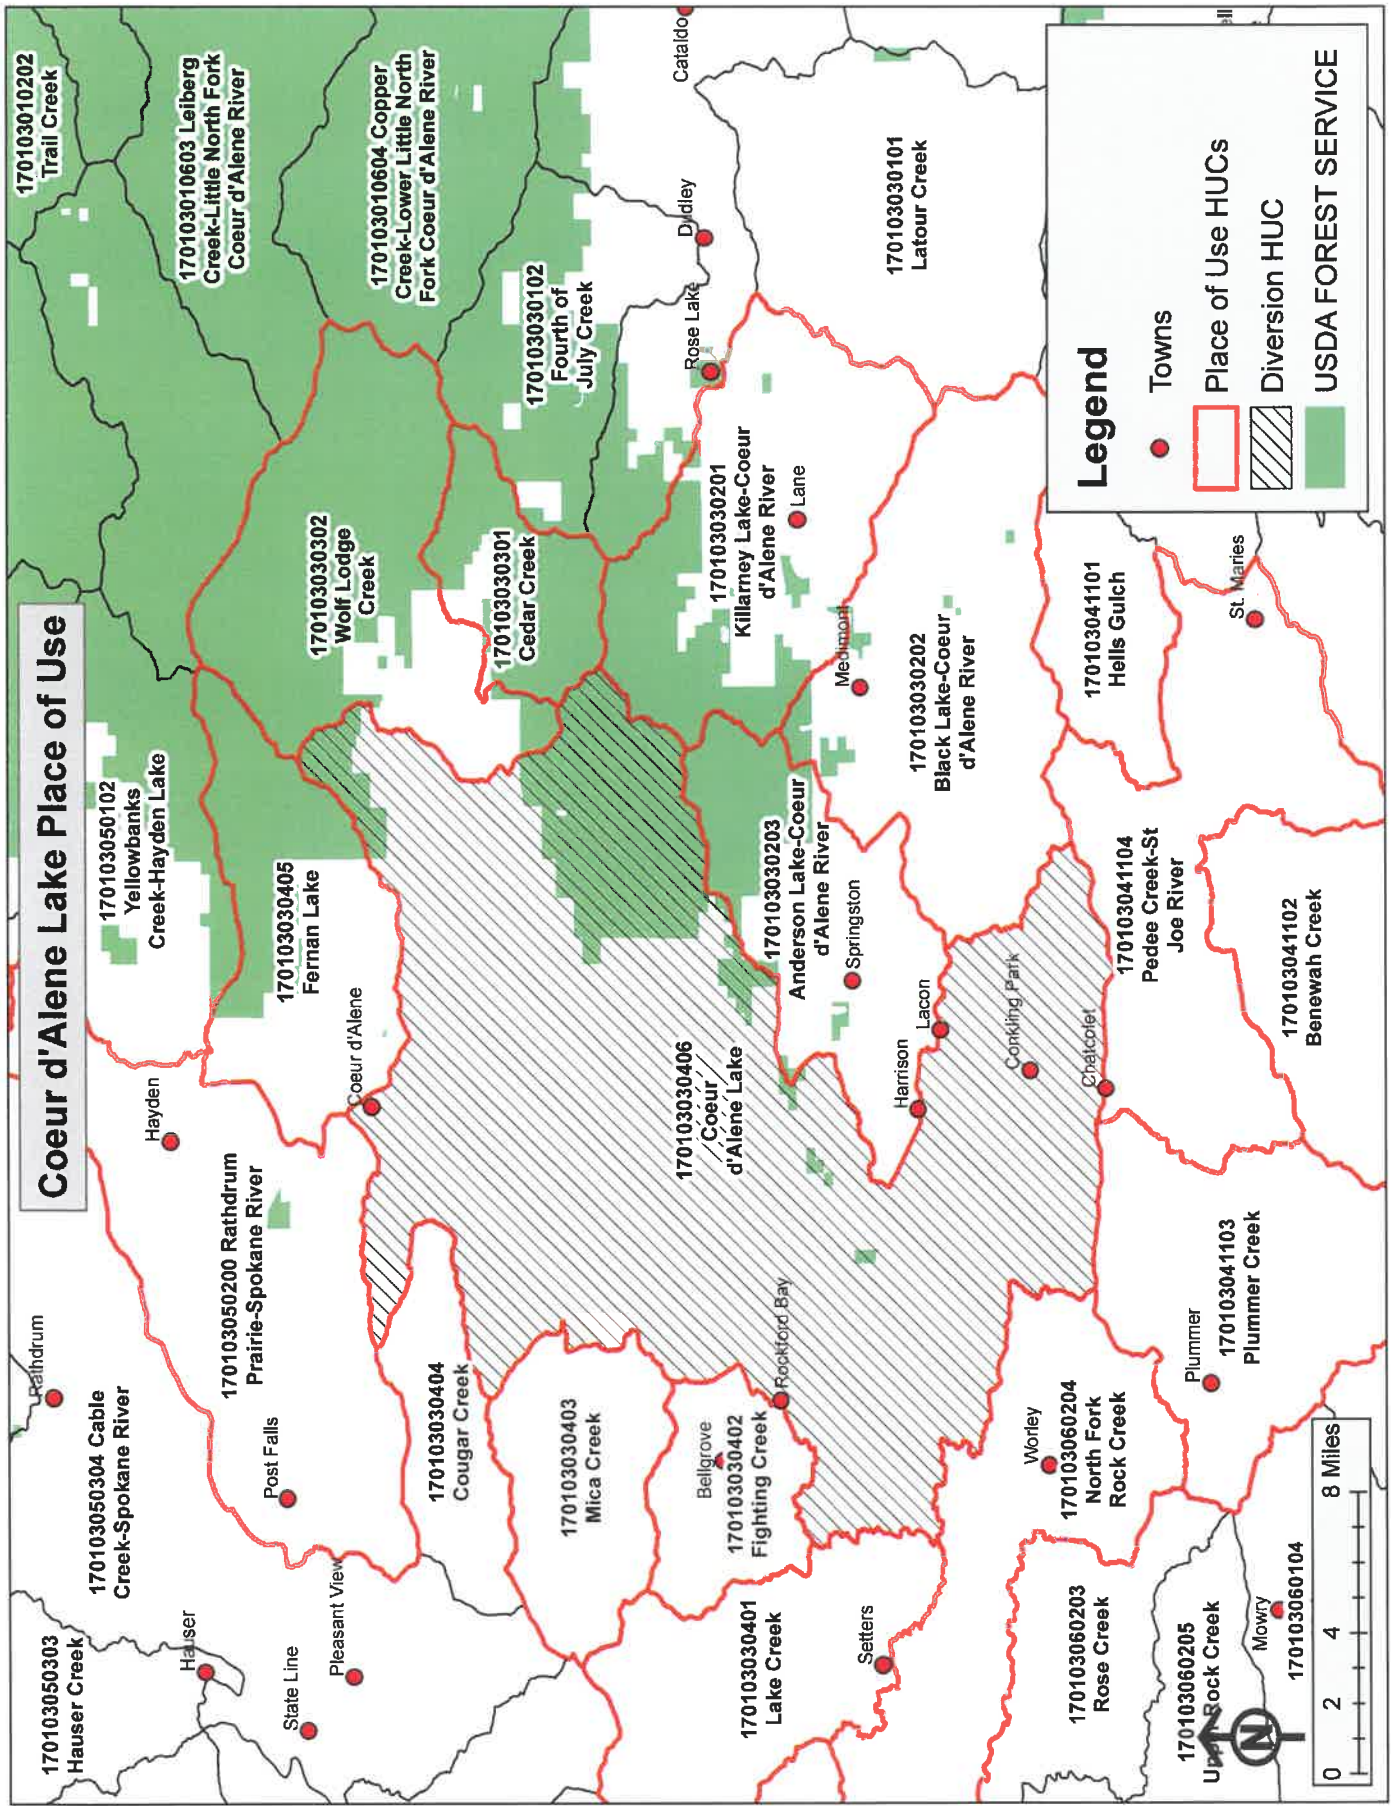 Coeur d'Alene Lake Place of Use
170103050303
Hauser Creek
Hauser
State Line
Pleasant View
170103050304 Cable
Creek-Spokane River
Rathdrum
Post Falls
170103050200 Rathdrum
Prairie-Spokane River
Hayden
Coeur d'Alene
170103050102
Yellowbanks
Creek-Hayden Lake
170103030405
Fernan Lake
170103010202
Trail Creek
170103010603 Leiberg
Creek-Little North Fork
Coeur d'Alene River
170103010604 Copper
Creek-Lower Little North
Fork Coeur d'Alene River
170103030302
Wolf Lodge
Creek
170103030301
Cedar Creek
170103030102
Fourth of
July Creek
Cataldo
Dudley
Rose Lake
170103030101
Latour Creek
170103030404
Cougar Creek
170103030403
Mica Creek
Bellgrove
170103030402
Fighting Creek
Rockford Bay
170103030406
Coeur
d'Alene Lake
170103030203
Anderson Lake-Coeur
d'Alene River
Springston
170103030201
Killarney Lake-Coeur
d'Alene River
Lane
Medimont
170103030202
Black Lake-Coeur
d'Alene River
Harrison
Lacon
Conkling Park
Chatcolet
170103030401
Lake Creek
Setters
Worley
170103060204
North Fork
Rock Creek
170103060203
Rose Creek
170103060205
Upper Rock Creek
Mowry
170103060104
Plummer
170103041103
Plummer Creek
170103041104
Pedee Creek-St
Joe River
170103041102
Benewah Creek
170103041101
Hells Gulch
St. Maries
ell
Legend
Towns
Place of Use HUCs
Diversion HUC
USDA FOREST SERVICE
N
0 2 4 8 Miles